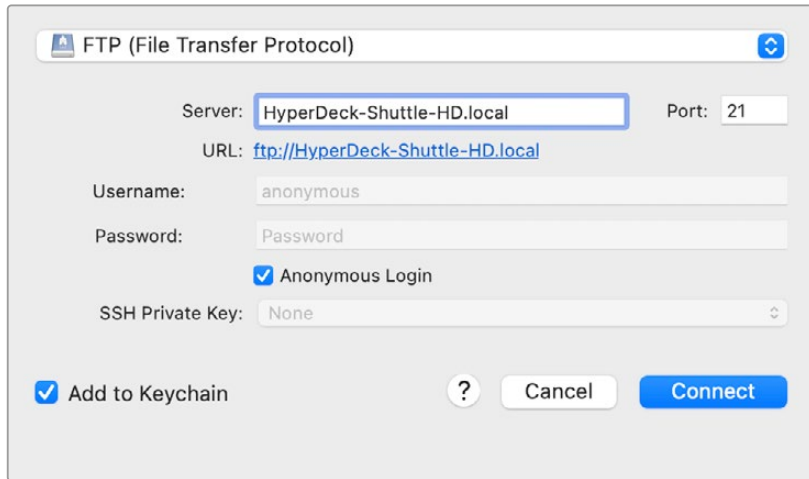 FTP (File Transfer Protocol)
Server: HyperDeck-Shuttle-HD.local Port: 21
URL: ftp://HyperDeck-Shuttle-HD.local
Username: anonymous
Password: Password
Anonymous Login
SSH Private Key: None
Add to Keychain ? Cancel Connect